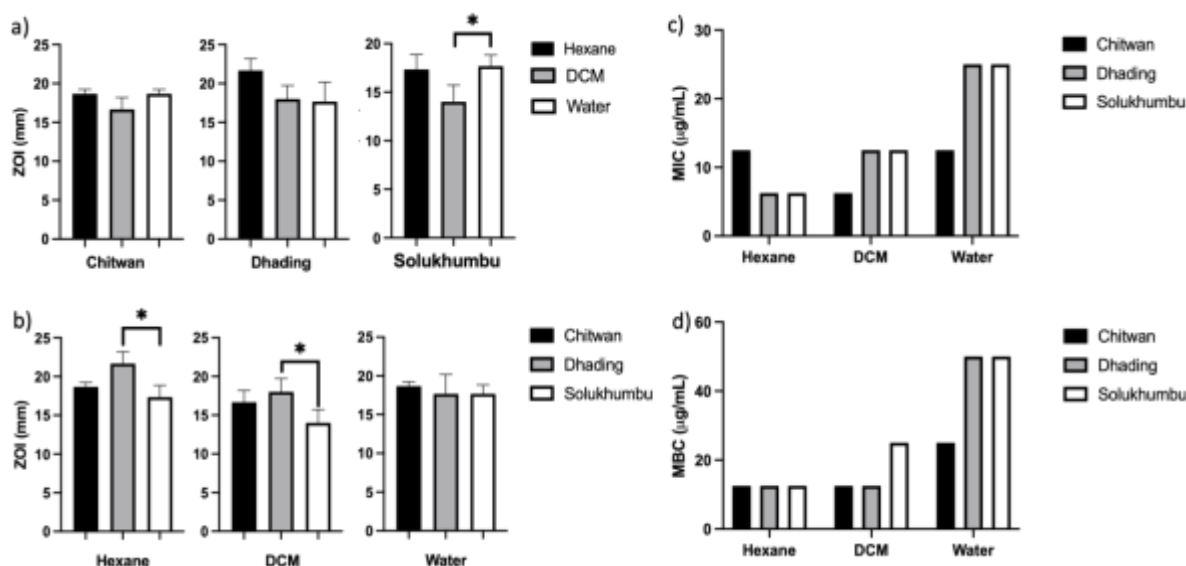 a)
25
20
15
10
5
0
ZOI (mm)
Chitwan
25
20
15
10
5
0
Dhading
*
20
15
10
5
0
Solukhumbu
Hexane
DCM
Water
b)
25
20
15
10
5
0
ZOI (mm)
*
Hexane
25
20
15
10
5
0
*
DCM
25
20
15
10
5
0
Water
Chitwan
Dhading
Solukhumbu
c)
30
20
10
0
MIC (µg/mL)
Hexane DCM Water
Chitwan
Dhading
Solukhumbu
d)
60
40
20
0
MBC (µg/mL)
Hexane DCM Water
Chitwan
Dhading
Solukhumbu